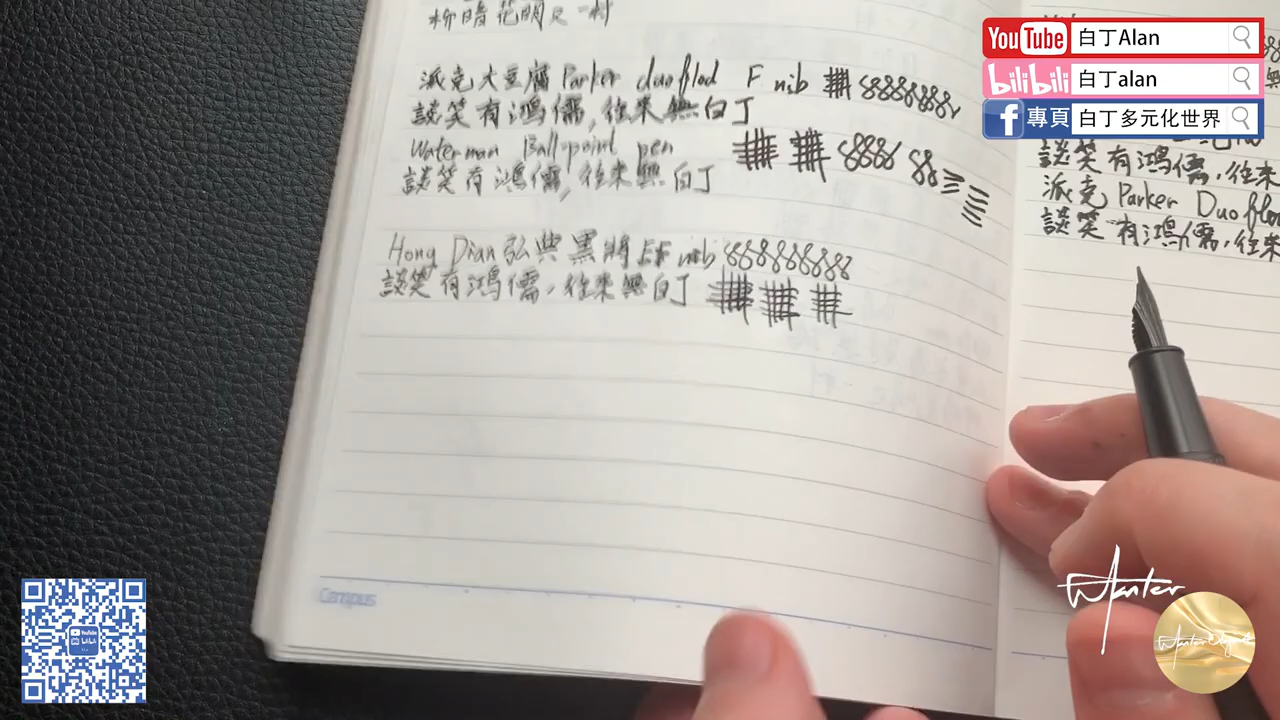 柳暗花明又一村
派克大豆腐 Parker duoflod F nib
談笑有鴻儒,往來無白丁
Waterman Ball-point pen
談笑有鴻儒,往來無白丁
Hong Dian 弘典黑將 EF nib
談笑有鴻儒,往來無白丁
Campus
談笑有鴻儒,往來
派克 Parker Duoflo
談笑有鴻儒,往來
YouTube 白丁Alan
bilibili 白丁alan
f 專頁 白丁多元化世界
YouTube